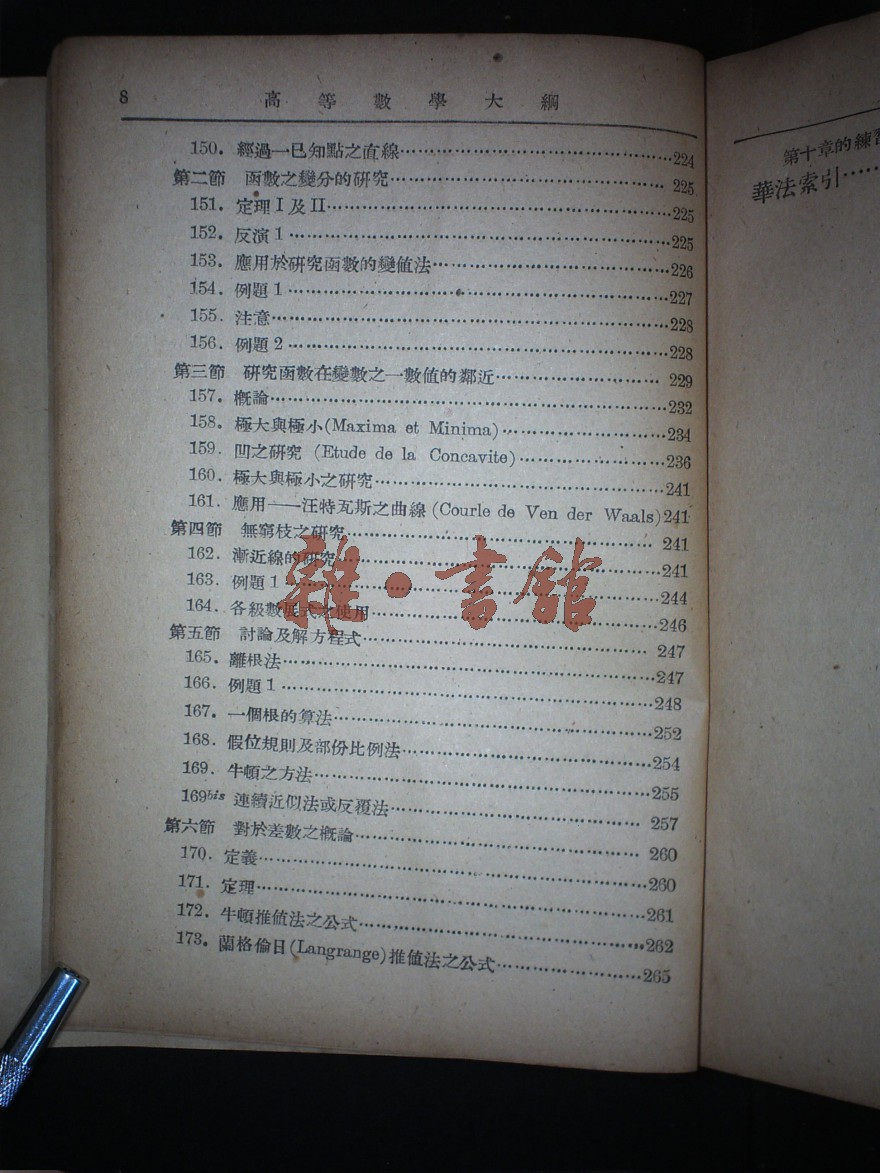 8 高等數學大綱
150. 經過一已知點之直線……224
第二節 函數之變分的研究……225
151. 定理 I 及 II……225
152. 反演 1……225
153. 應用於研究函數的變値法……226
154. 例題 1……227
155. 注意……228
156. 例題 2……228
第三節 研究函數在變數之一數値的鄰近……229
157. 概論……232
158. 極大與極小(Maxima et Minima)……234
159. 凹之研究 (Etude de la Concavite)……236
160. 極大與極小之研究……241
161. 應用——汪特瓦斯之曲線 (Courle de Ven der Waals)241
第四節 無窮枝之研究……241
162. 漸近線的研究……241
163. 例題 1……244
164. 各級數展式之使用……246
第五節 討論及解方程式……247
165. 離根法……247
166. 例題 1……248
167. 一個根的算法……252
168. 假位規則及部份比例法……254
169. 牛頓之方法……255
169bis 連續近似法或反覆法……257
第六節 對於差數之概論……260
170. 定義……260
171. 定理……261
172. 牛頓推値法之公式……262
173. 蘭格倫日(Langrange)推値法之公式……265
第十章的練
華法索引……
雜·書館